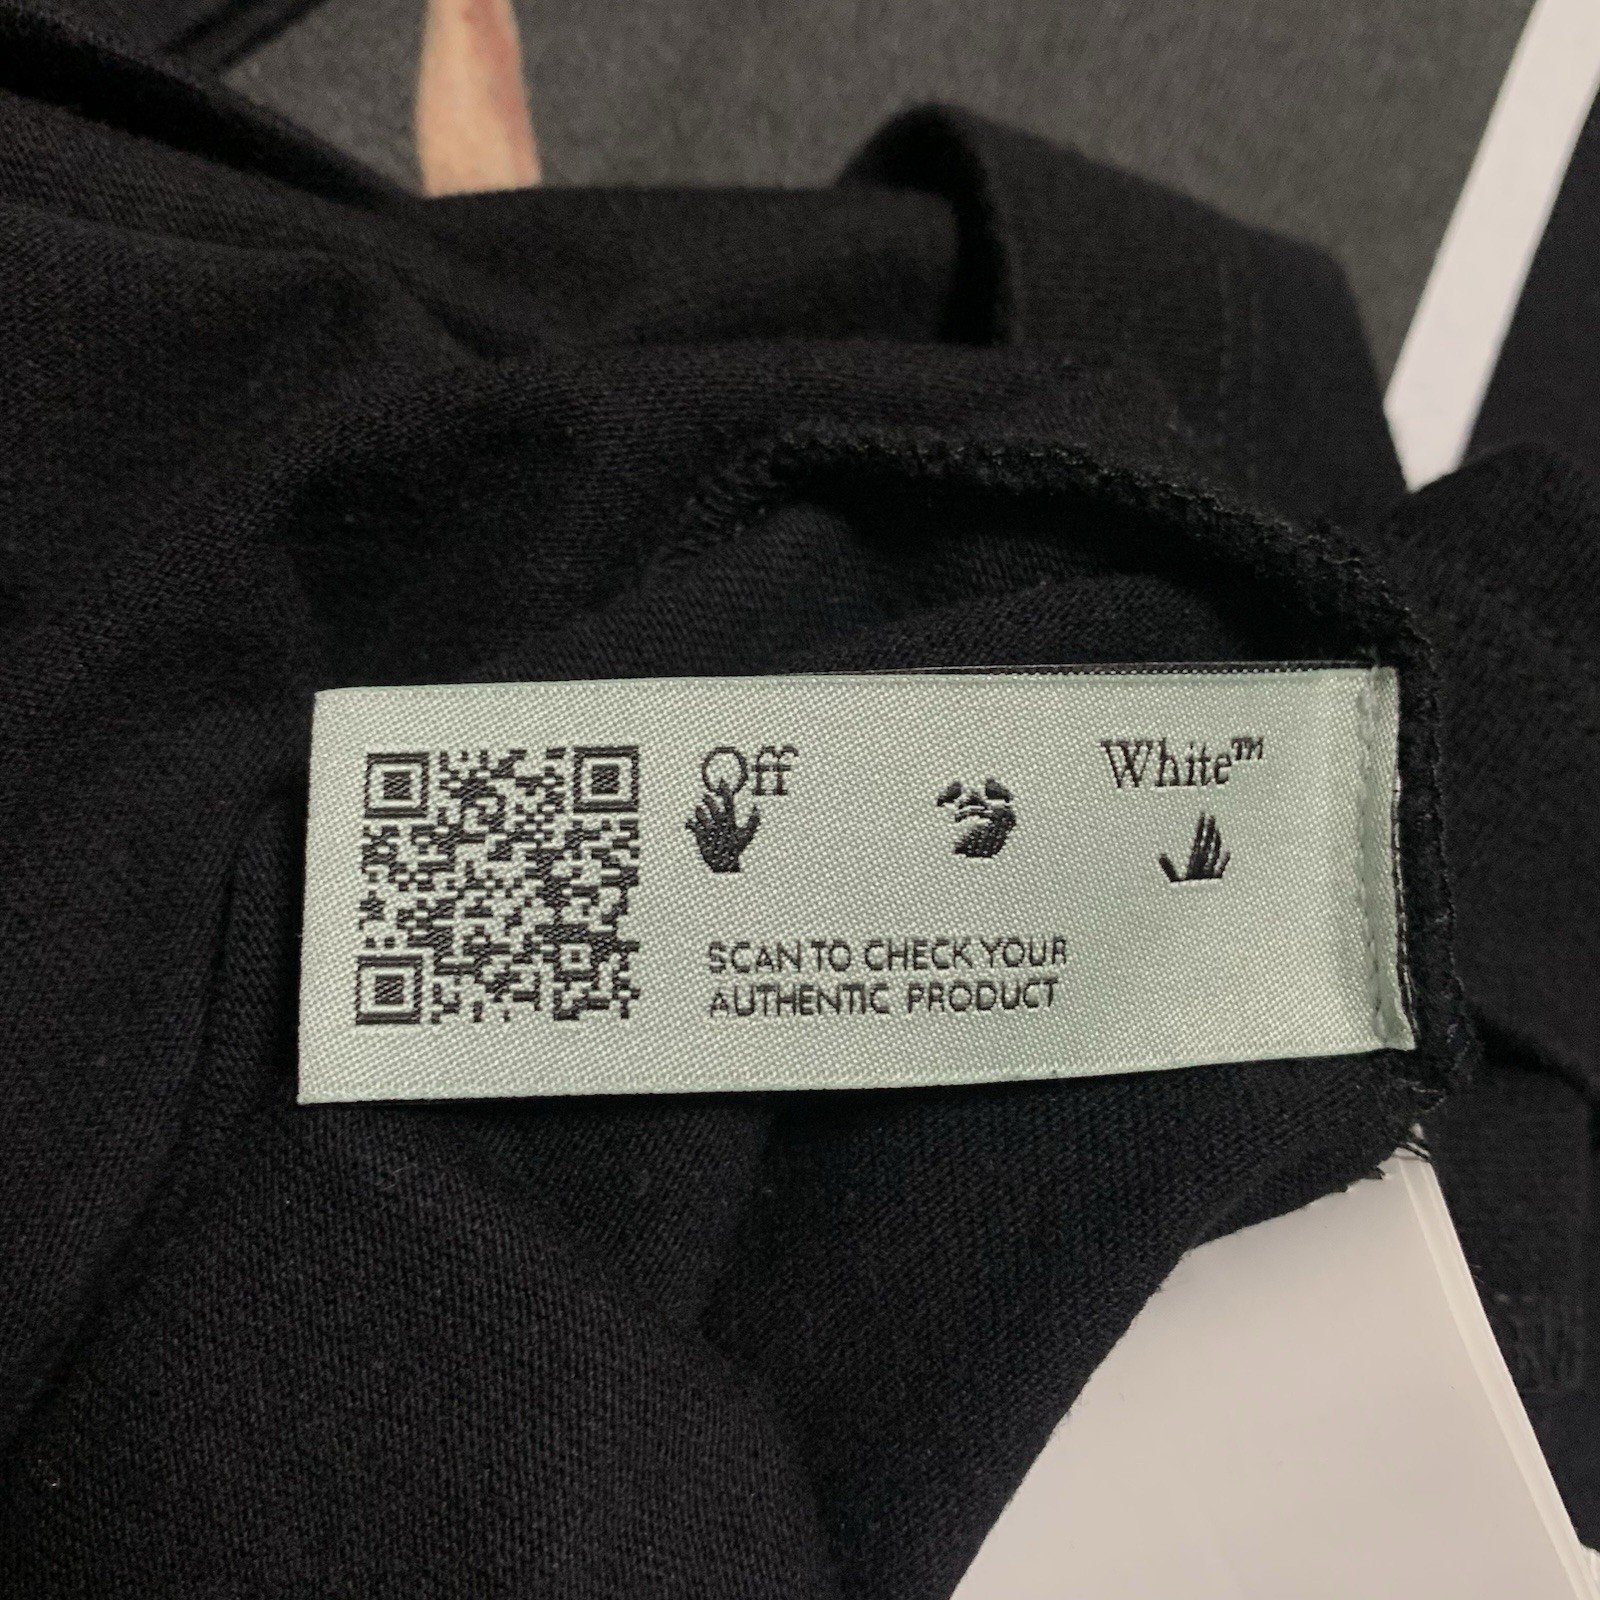 Off White™
SCAN TO CHECK YOUR
AUTHENTIC PRODUCT